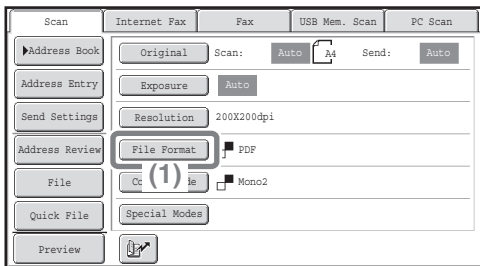 Scan Internet Fax Fax USB Mem. Scan PC Scan
Address Book Original Scan: Auto A4 Send: Auto
Address Entry Exposure Auto
Send Settings Resolution 200X200dpi
Address Review File Format PDF
File (1) Mono2
Quick File Special Modes
Preview